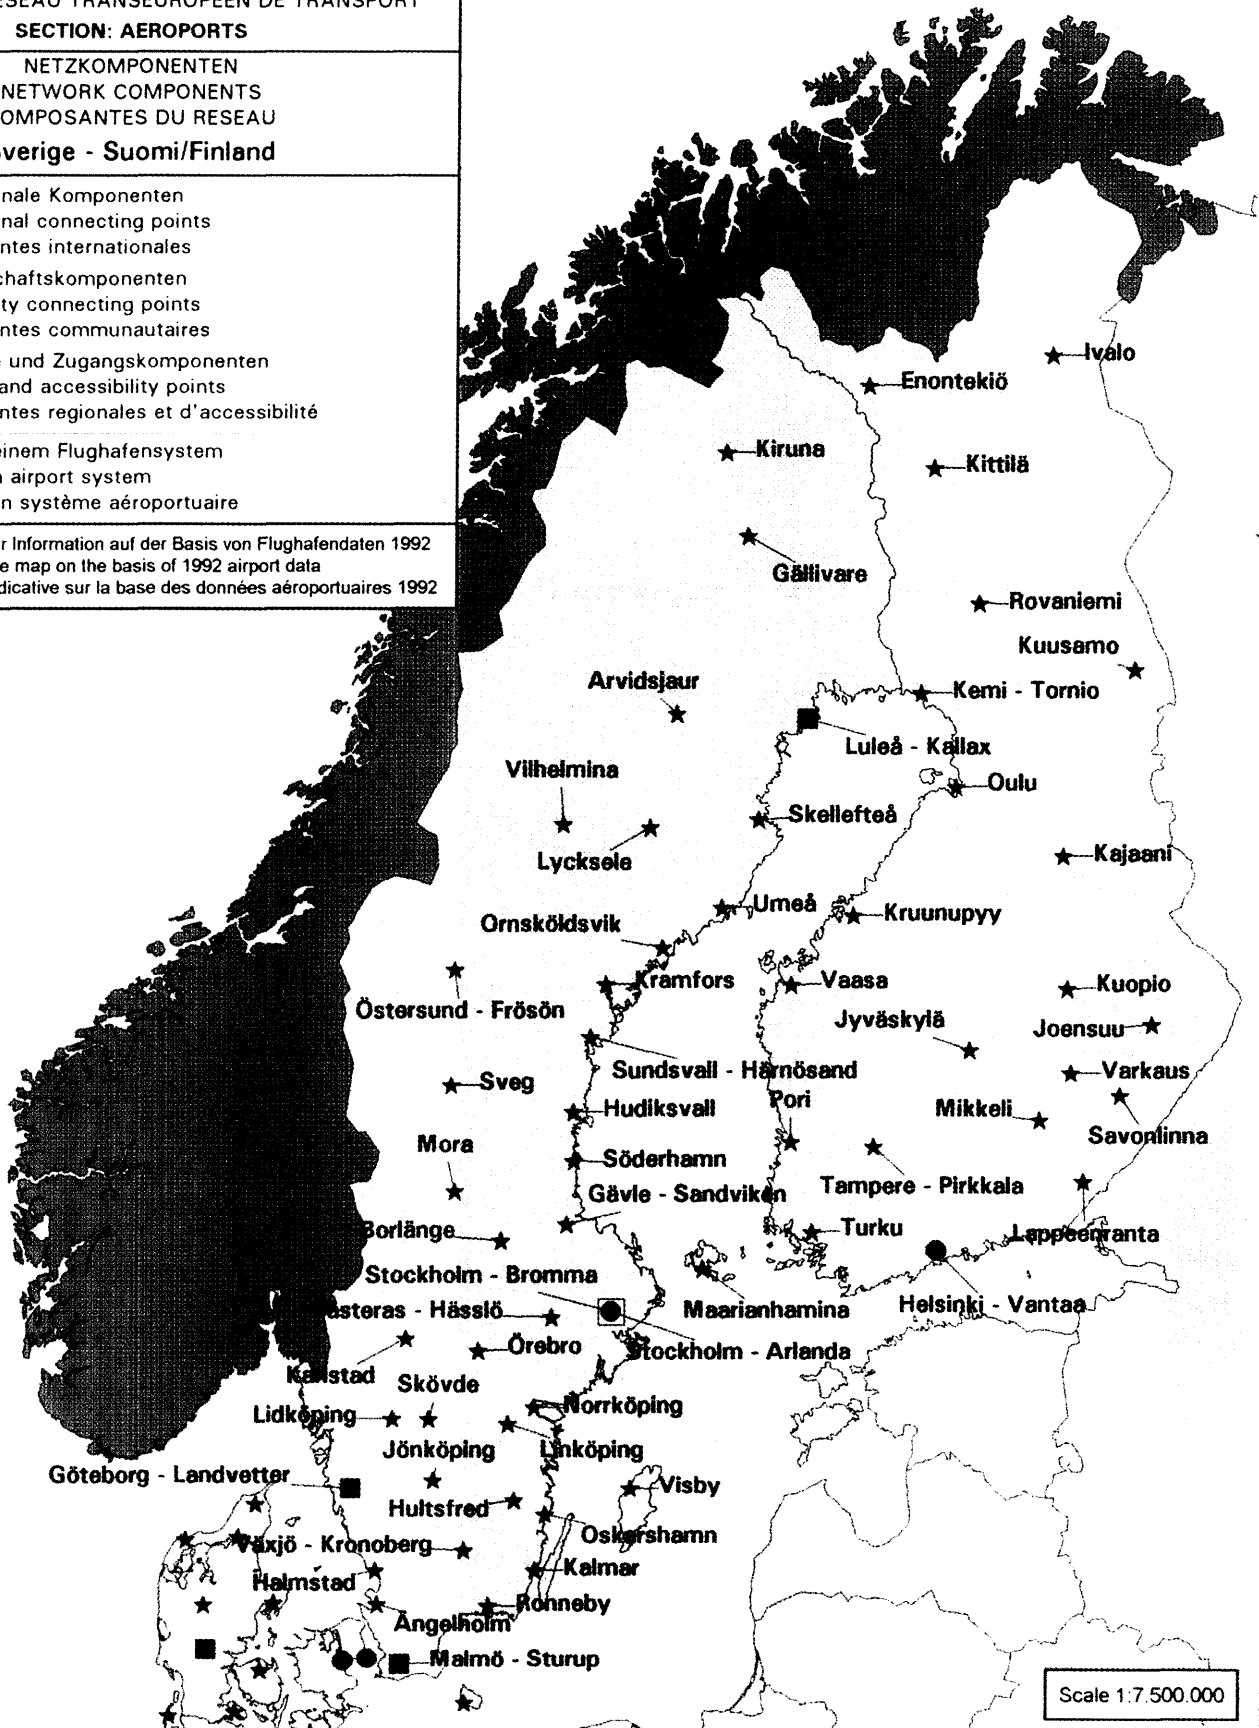 RESEAU TRANSEUROPEEN DE TRANSPORT
SECTION: AEROPORTS
NETZKOMPONENTEN
NETWORK COMPONENTS
OMPOSANTES DU RESEAU
verige - Suomi/Finland
nale Komponenten
nal connecting points
ntes internationales
chaftskomponenten
ty connecting points
ntes communautaires
und Zugangskomponenten
and accessibility points
ntes regionales et d'accessibilité
einem Flughafensystem
airport system
n système aéroportuaire
r Information auf der Basis von Flughafendaten 1992
e map on the basis of 1992 airport data
dicative sur la base des données aéroportuaires 1992
Ivalo
Enontekiö
Kiruna
Kittilä
Gällivare
Rovaniemi
Kuusamo
Arvidsjaur
Kemi - Tornio
Luleå - Kallax
Vilhelmina
Oulu
Skellefteå
Lycksele
Kajaani
Umeå
Kruunupyy
Ornsköldsvik
Kramfors
Vaasa
Kuopio
Östersund - Frösön
Jyväskylä
Joensuu
Sundsvall - Härnösand
Varkaus
Sveg
Hudiksvall
Pori
Mikkeli
Savonlinna
Mora
Söderhamn
Gävle - Sandviken
Tampere - Pirkkala
Borlänge
Turku
Lappeenranta
Stockholm - Bromma
ästeras - Hässlö
Maarianhamina
Helsinki - Vantaa
Örebro
Stockholm - Arlanda
Karlstad
Skövde
Lidköping
Norrköping
Jönköping
Linköping
Göteborg - Landvetter
Visby
Hultsfred
Oskarshamn
Växjö - Kronoberg
Kalmar
Halmstad
Ronneby
Ängelholm
Malmö - Sturup
Scale 1:7.500.000